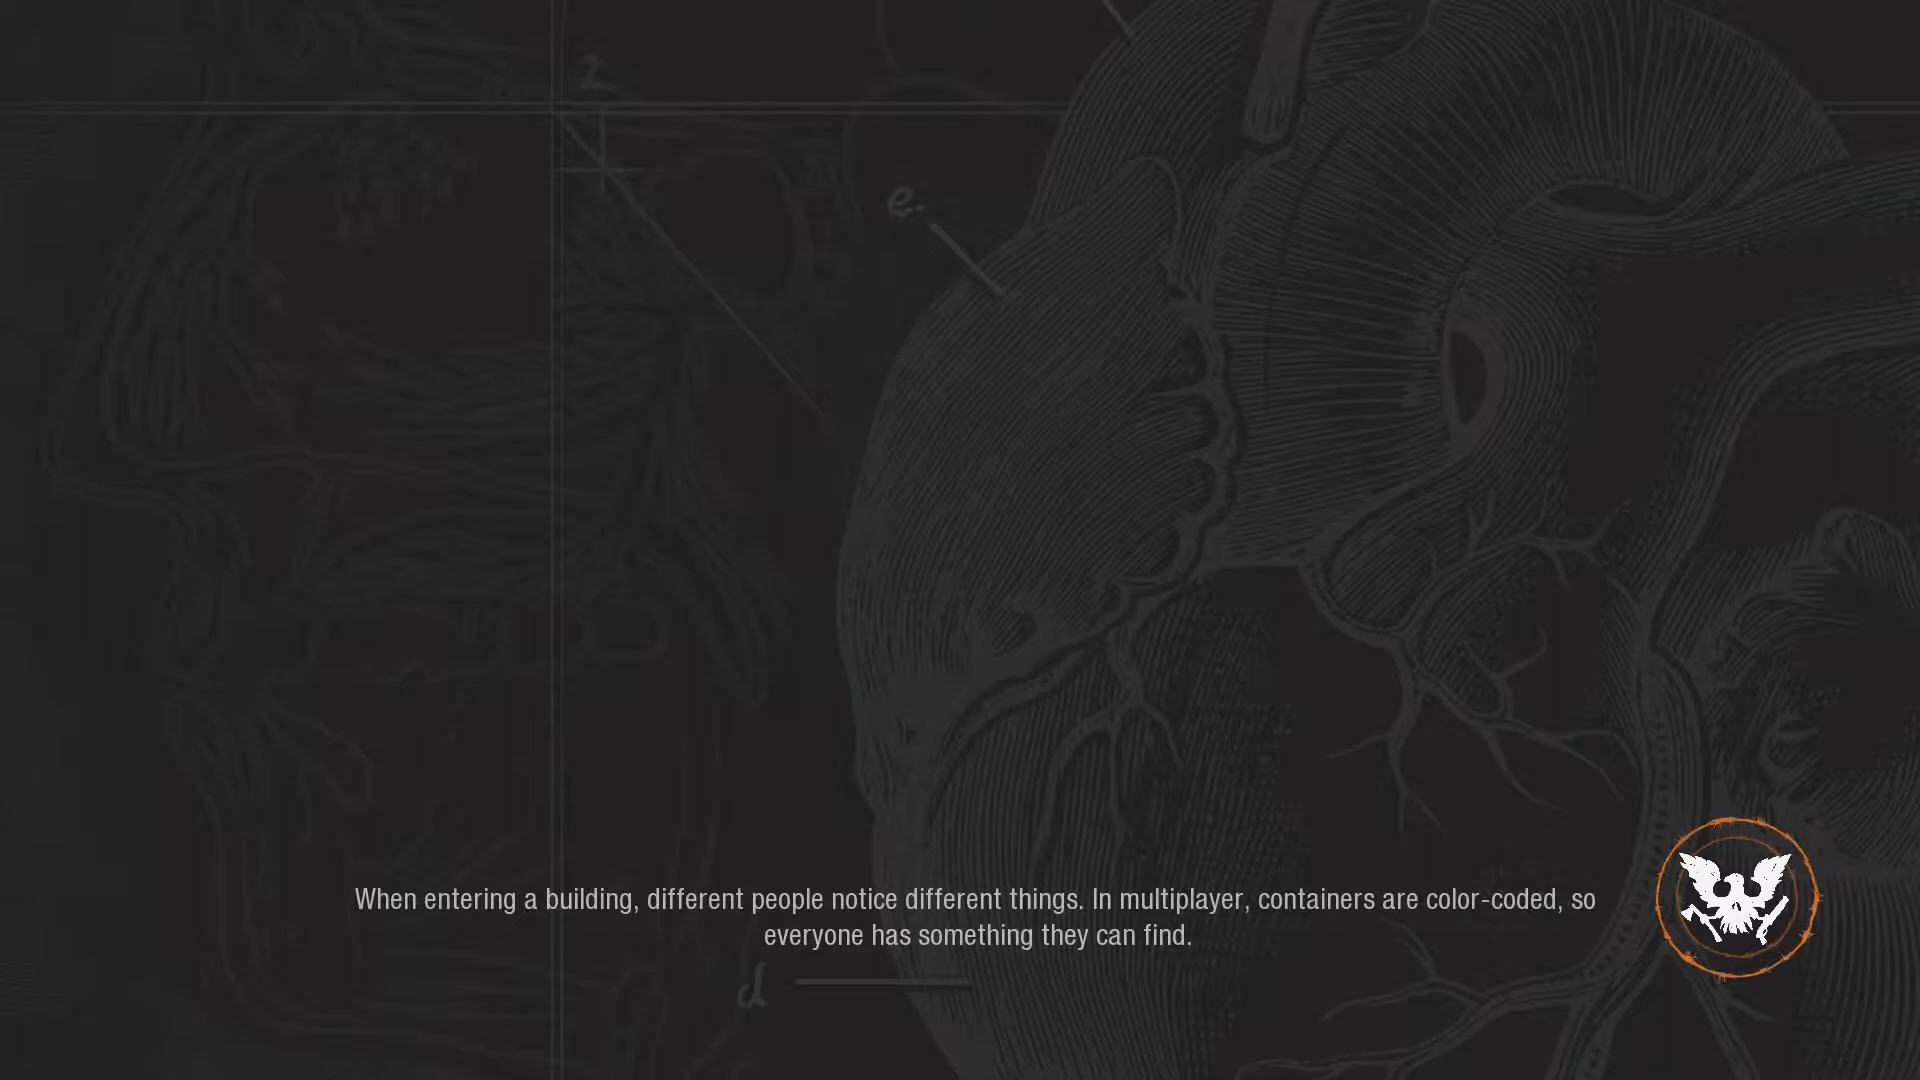 2
e.
When entering a building, different people notice different things. In multiplayer, containers are color-coded, so
everyone has something they can find.
d